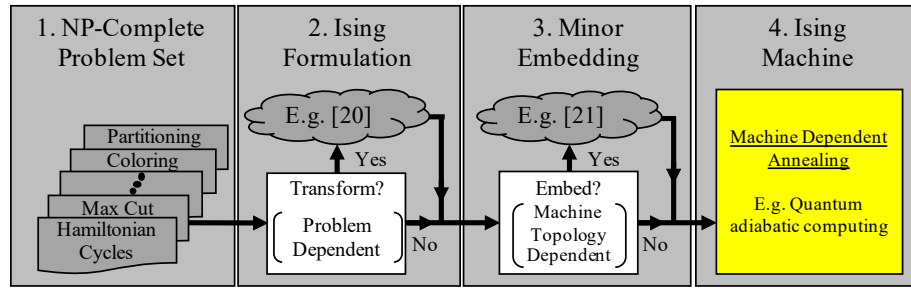 1. NP-Complete
Problem Set
Partitioning
Coloring
Max Cut
Hamiltonian
Cycles
2. Ising
Formulation
E.g. [20]
Yes
Transform?
Problem
Dependent
No
3. Minor
Embedding
E.g. [21]
Yes
Embed?
Machine
Topology
Dependent
No
4. Ising
Machine
Machine Dependent
Annealing
E.g. Quantum
adiabatic computing